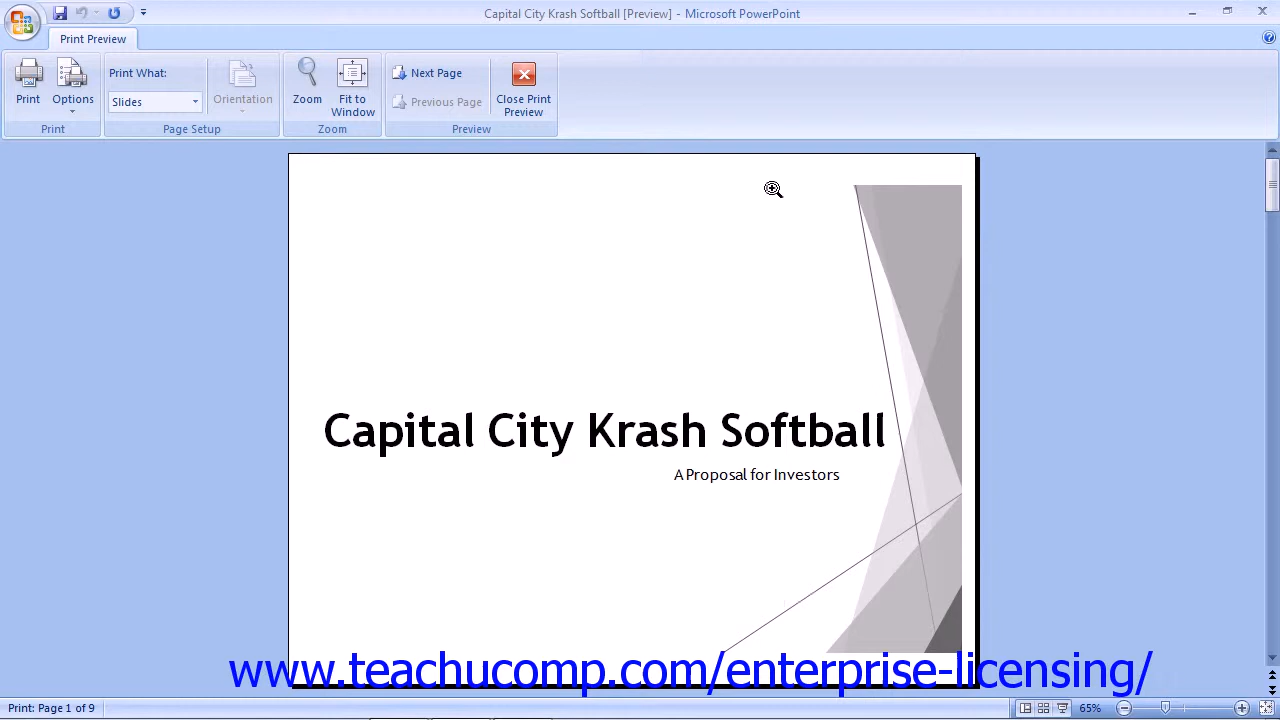 Capital City Krash Softball [Preview] - Microsoft PowerPoint
Print Preview
Print
Options
Print
Print What:
Slides
Orientation
Page Setup
Zoom
Fit to
Window
Zoom
Next Page
Previous Page
Close Print
Preview
Preview
Capital City Krash Softball
A Proposal for Investors
www.teachucomp.com/enterprise-licensing/
Print: Page 1 of 9
65%